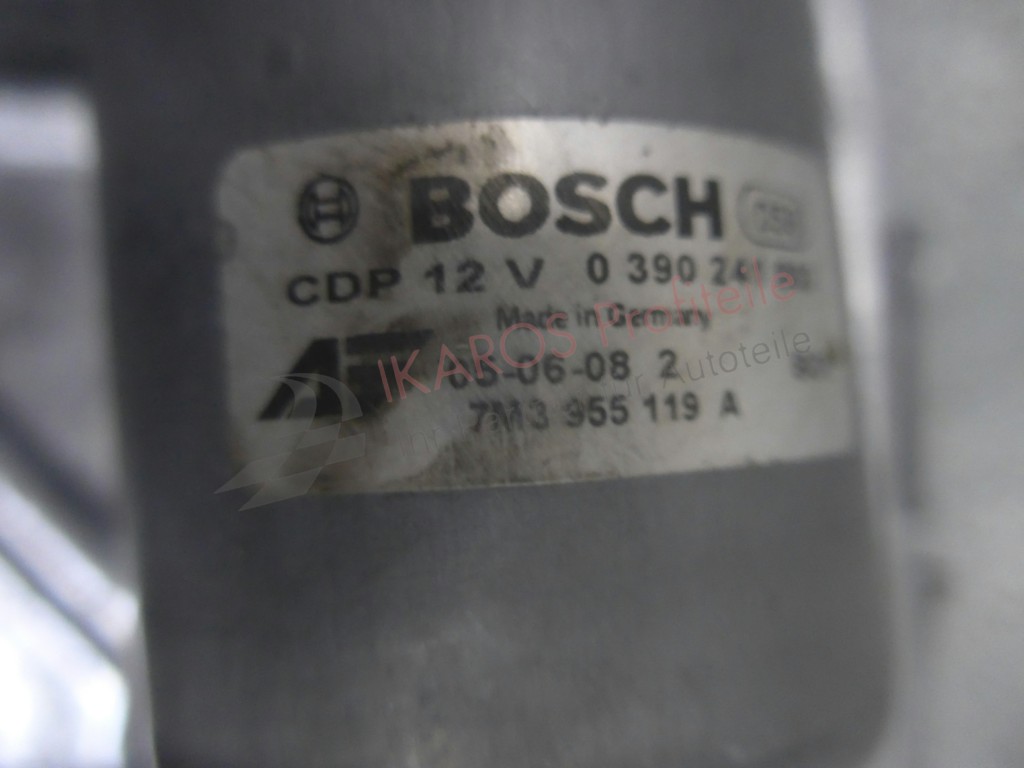 BOSCH
CDP 12 V 0 390 241
Made in Germany
IKAROS Profiteile
06-08 2
Autoteile
7M3 955 119 A